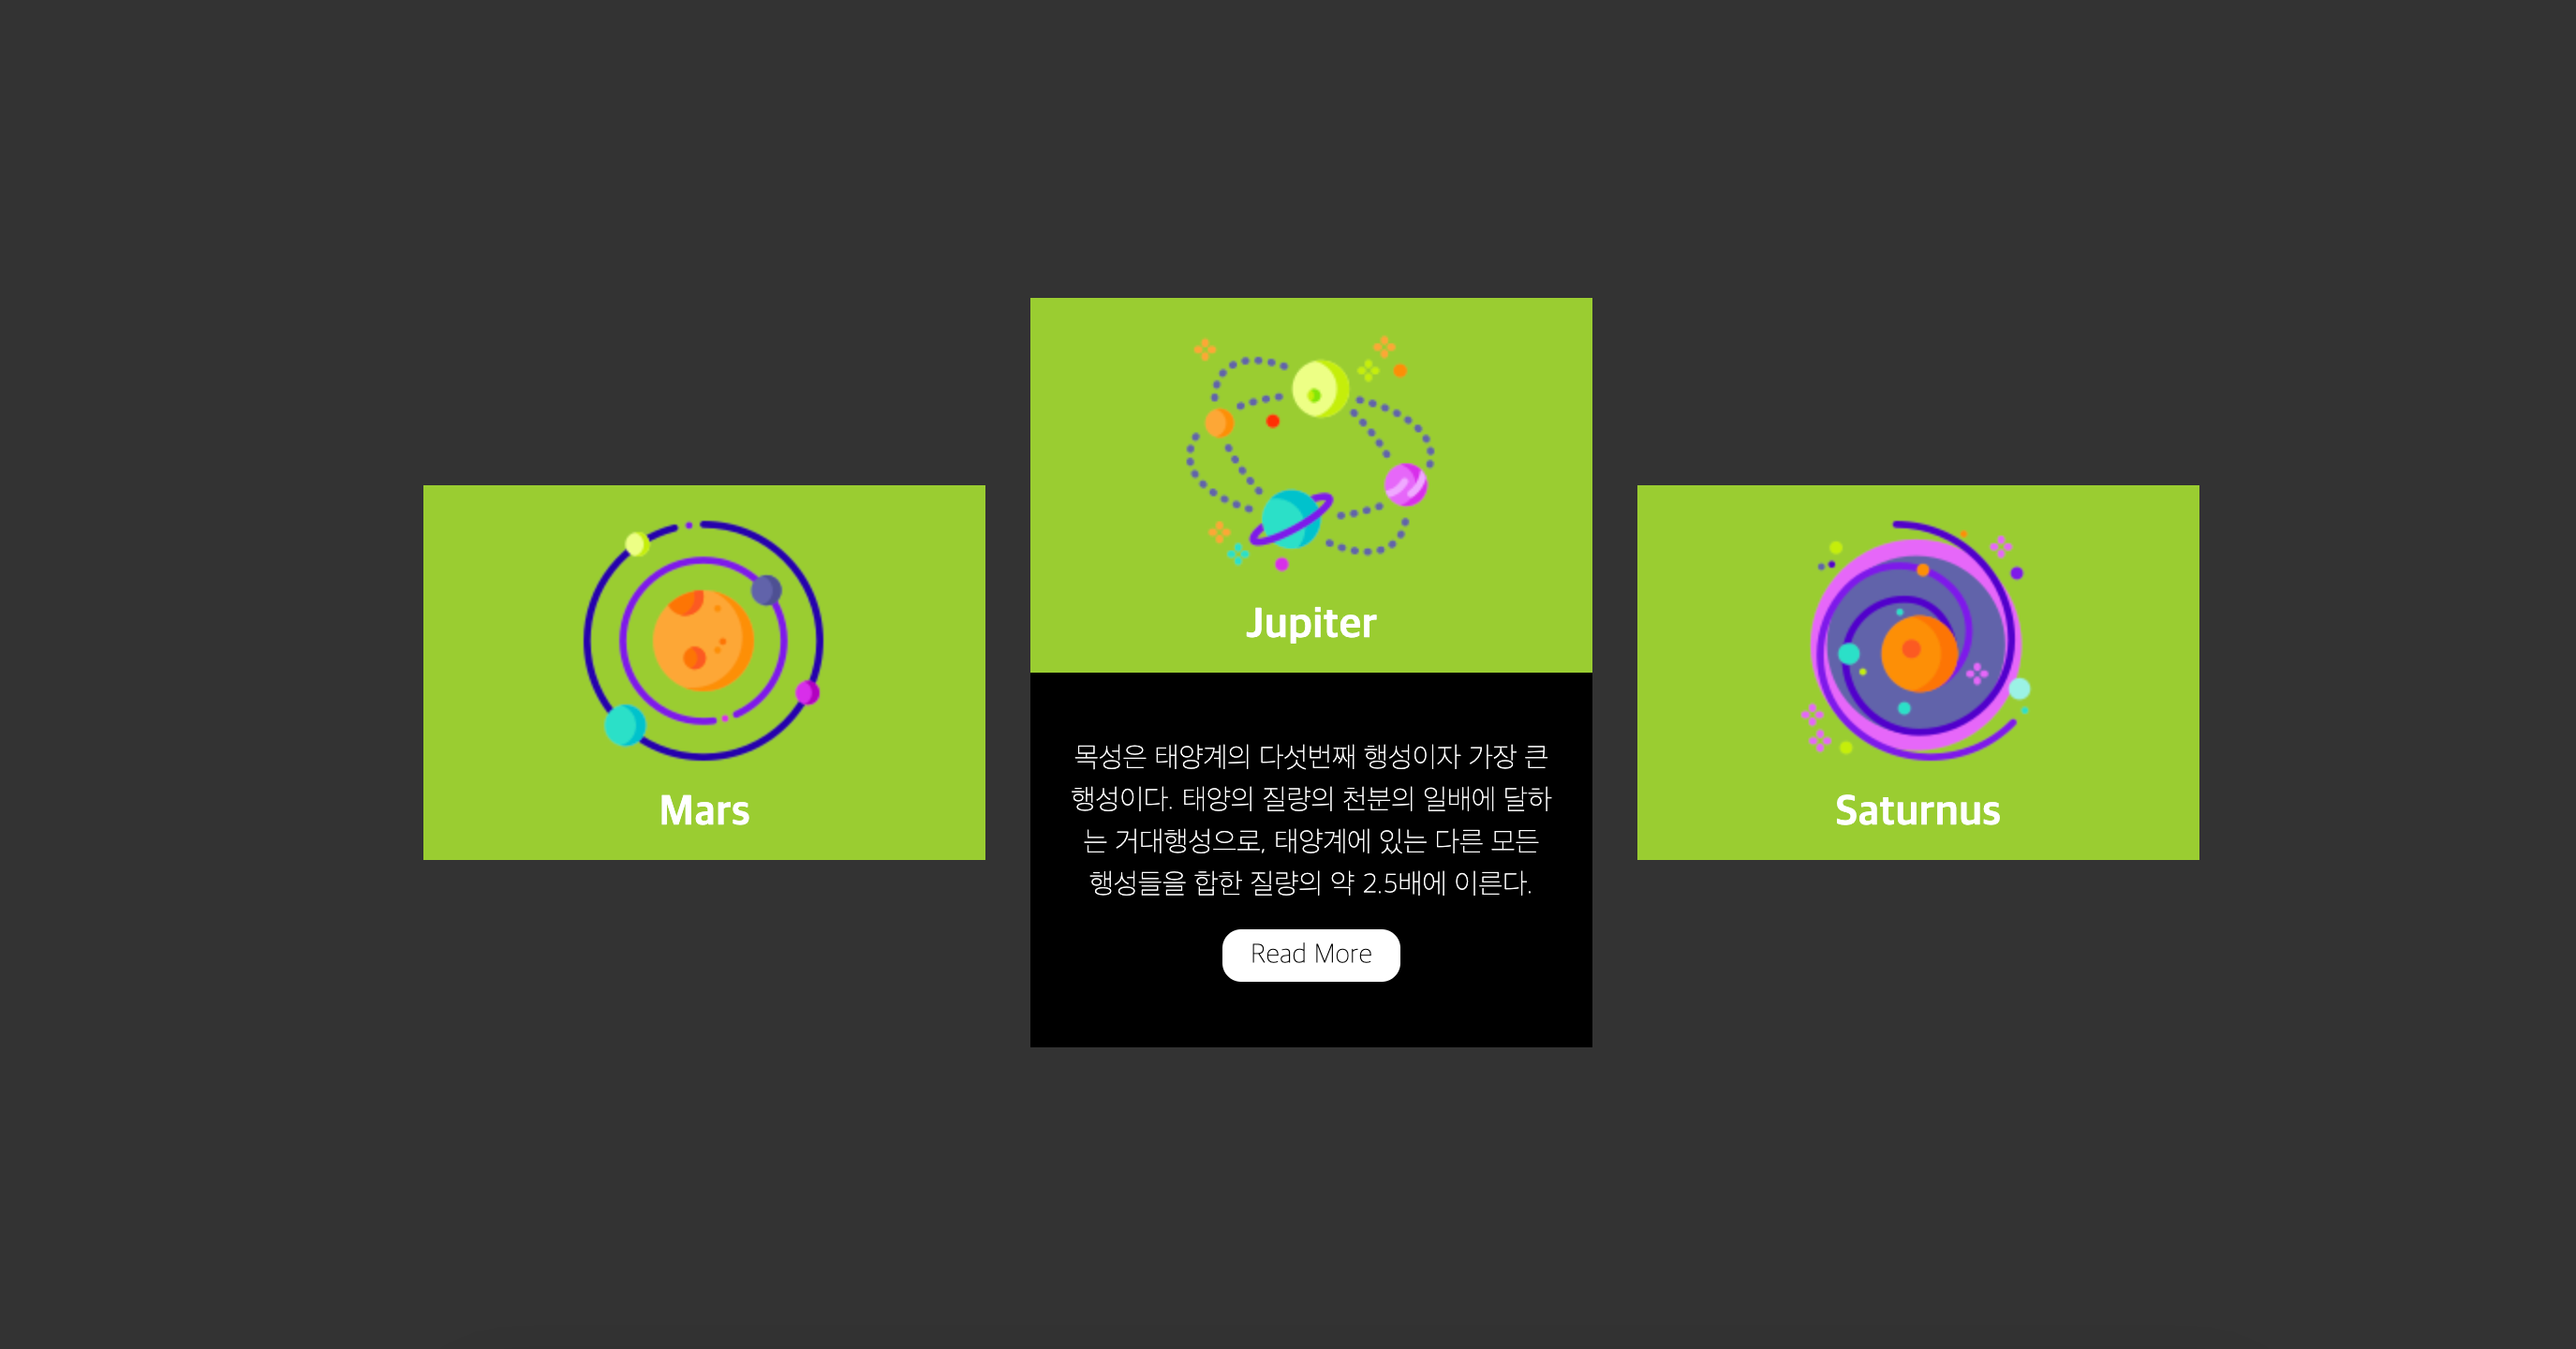 Mars
Jupiter
목성은 태양계의 다섯번째 행성이자 가장 큰
행성이다. 태양의 질량의 천분의 일배에 달하
는 거대행성으로, 태양계에 있는 다른 모든
행성들을 합한 질량의 약 2.5배에 이른다.
Read More
Saturnus